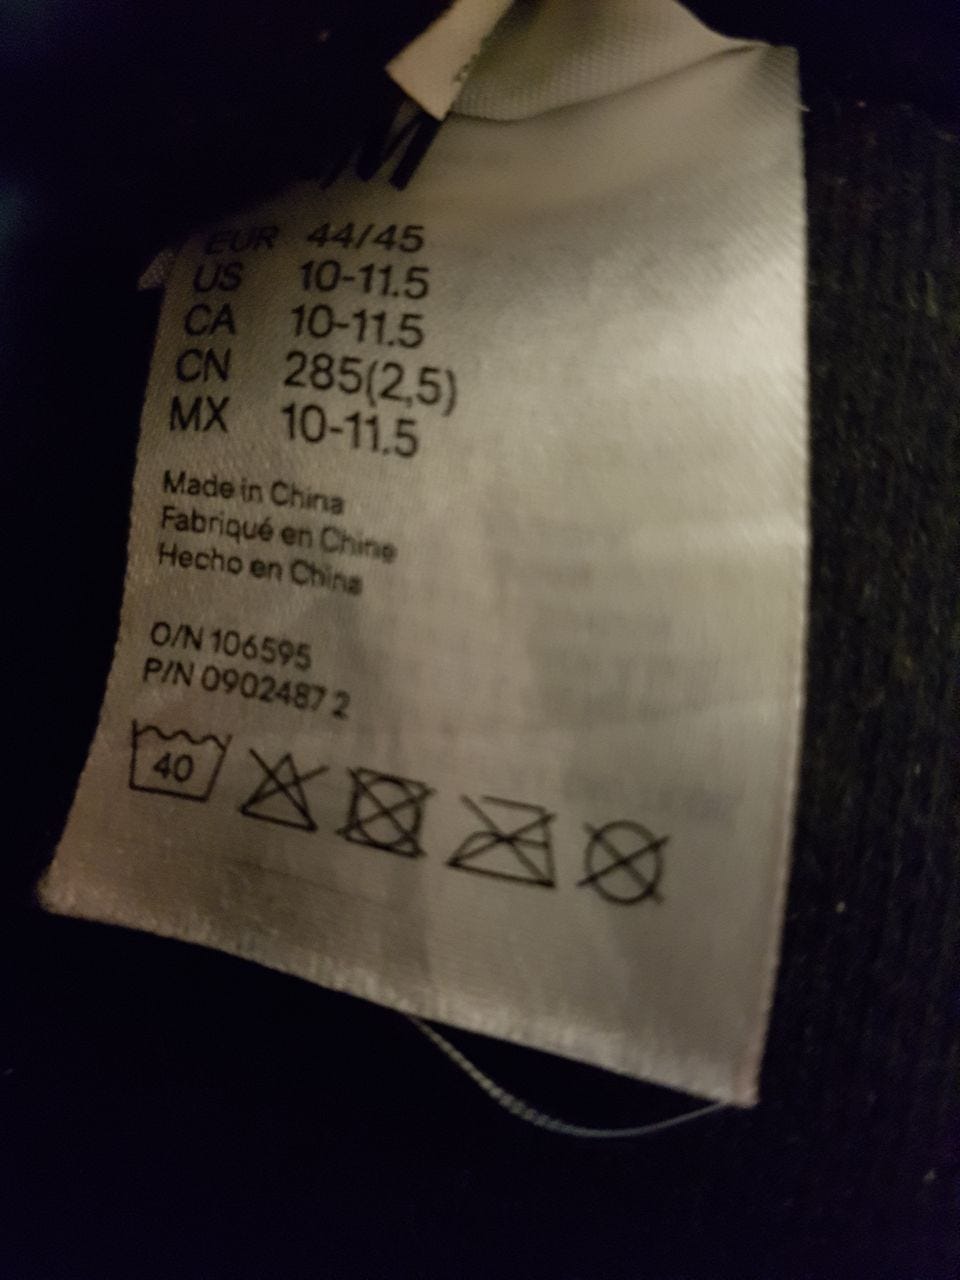 M
EUR 44/45
US 10-11.5
CA 10-11.5
CN 285(2,5)
MX 10-11.5
Made in China
Fabriqué en Chine
Hecho en China
O/N 106595
P/N 0902487 2
40